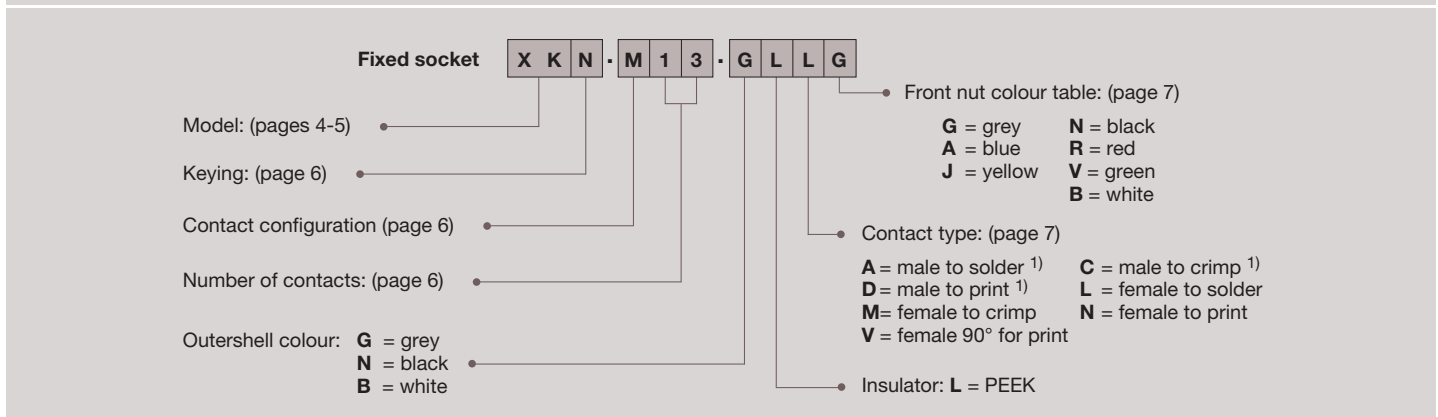 Fixed socket X K N · M 1 3 · G L L G
Model: (pages 4-5)
Keying: (page 6)
Contact configuration (page 6)
Number of contacts: (page 6)
Outershell colour: G = grey
N = black
B = white
Front nut colour table: (page 7)
G = grey N = black
A = blue R = red
J = yellow V = green
B = white
Contact type: (page 7)
A = male to solder 1) C = male to crimp 1)
D = male to print 1) L = female to solder
M= female to crimp N = female to print
V = female 90° for print
Insulator: L = PEEK